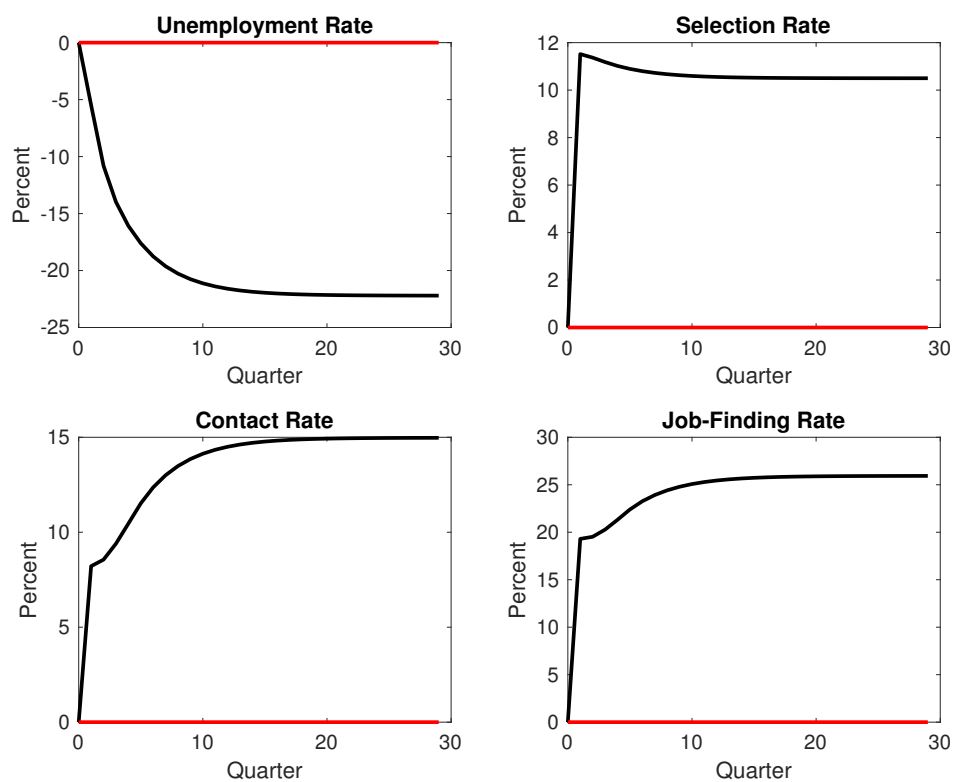 Unemployment Rate
0
-5
-10
-15
-20
-25
Percent
0 10 20 30
Quarter
Selection Rate
12
10
8
6
4
2
0
Percent
0 10 20 30
Quarter
Contact Rate
15
10
5
0
Percent
0 10 20 30
Quarter
Job-Finding Rate
30
25
20
15
10
5
0
Percent
0 10 20 30
Quarter